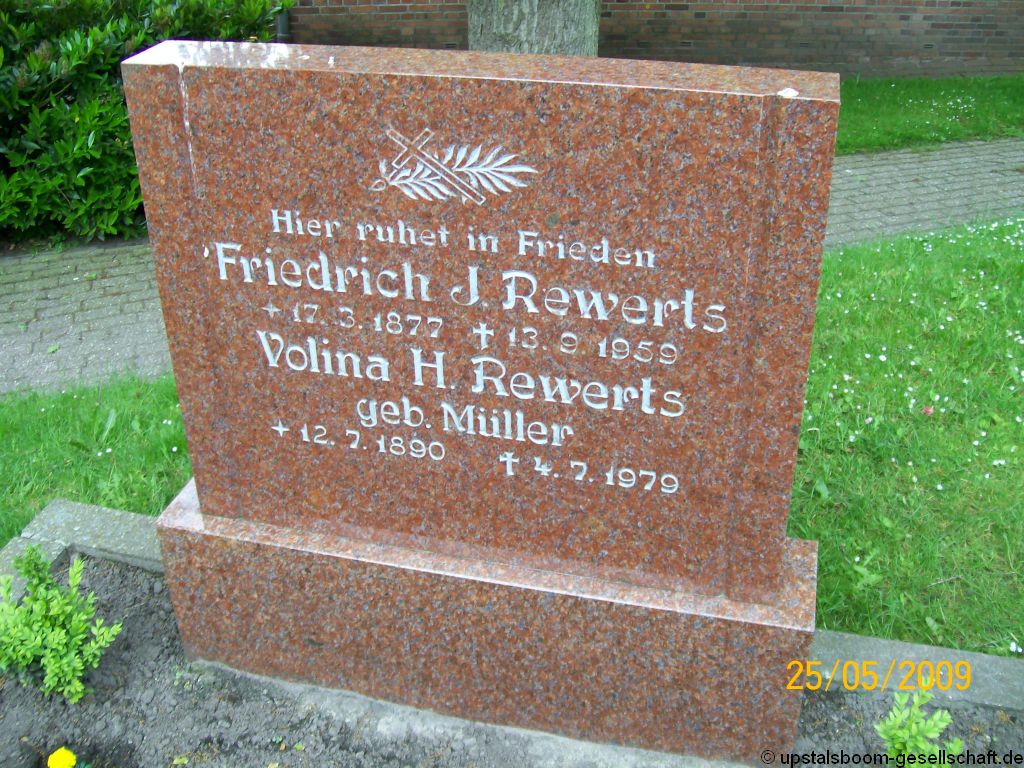 Hier ruhet in Frieden
Friedrich J. Rewerts
+ 17. 3. 1877 ✝ 13. 9. 1959
Volina H. Rewerts
geb. Müller
+ 12. 7. 1890 ✝ 4. 7. 1979
25/05/2009
© upstalsboom-gesellschaft.de